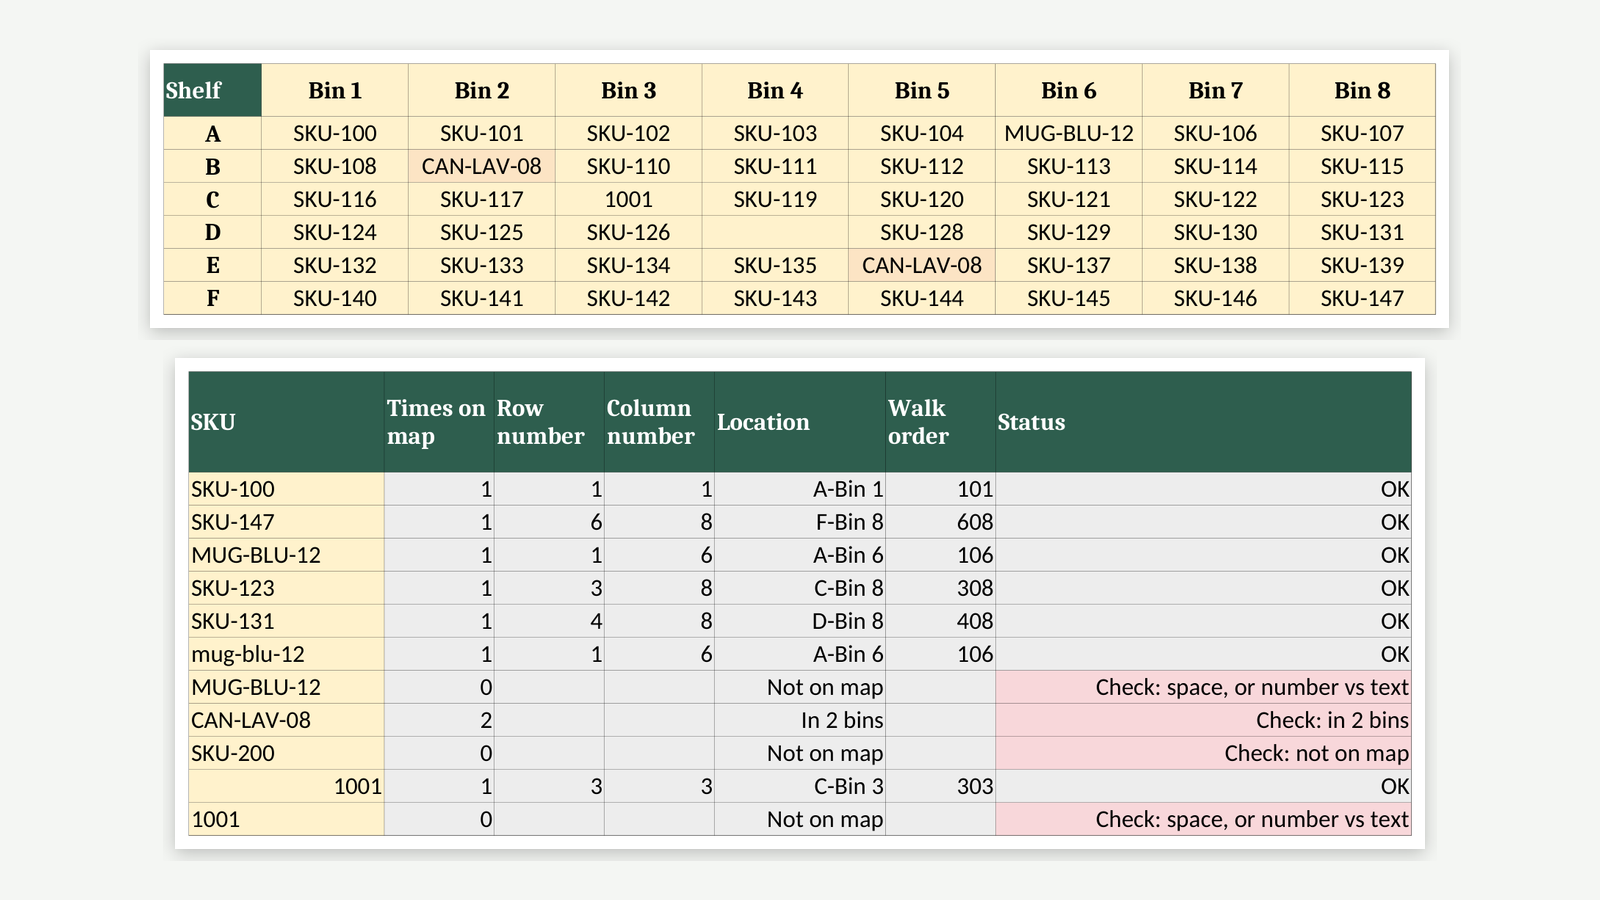 Shelf Bin 1 Bin 2 Bin 3 Bin 4 Bin 5 Bin 6 Bin 7 Bin 8
A SKU-100 SKU-101 SKU-102 SKU-103 SKU-104 MUG-BLU-12 SKU-106 SKU-107
B SKU-108 CAN-LAV-08 SKU-110 SKU-111 SKU-112 SKU-113 SKU-114 SKU-115
C SKU-116 SKU-117 1001 SKU-119 SKU-120 SKU-121 SKU-122 SKU-123
D SKU-124 SKU-125 SKU-126 SKU-128 SKU-129 SKU-130 SKU-131
E SKU-132 SKU-133 SKU-134 SKU-135 CAN-LAV-08 SKU-137 SKU-138 SKU-139
F SKU-140 SKU-141 SKU-142 SKU-143 SKU-144 SKU-145 SKU-146 SKU-147
SKU Times on map Row number Column number Location Walk order Status
SKU-100 1 1 1 A-Bin 1 101 OK
SKU-147 1 6 8 F-Bin 8 608 OK
MUG-BLU-12 1 1 6 A-Bin 6 106 OK
SKU-123 1 3 8 C-Bin 8 308 OK
SKU-131 1 4 8 D-Bin 8 408 OK
mug-blu-12 1 1 6 A-Bin 6 106 OK
MUG-BLU-12 0 Not on map Check: space, or number vs text
CAN-LAV-08 2 In 2 bins Check: in 2 bins
SKU-200 0 Not on map Check: not on map
1001 1 3 3 C-Bin 3 303 OK
1001 0 Not on map Check: space, or number vs text